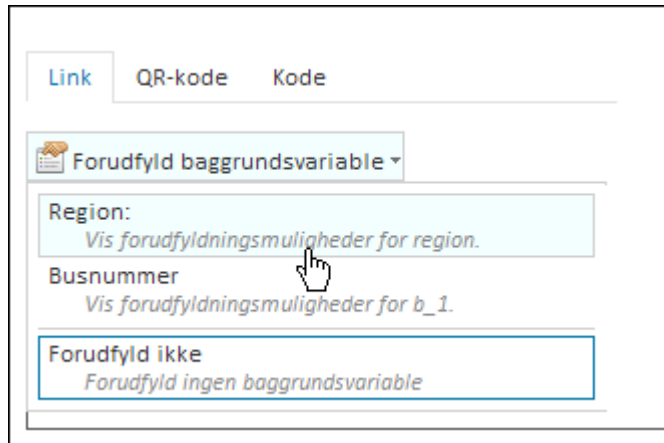 Link QR-kode Kode
Forudfyld baggrundsvariable
Region:
Vis forudfyldningsmuligheder for region.
Busnummer
Vis forudfyldningsmuligheder for b_1.
Forudfyld ikke
Forudfyld ingen baggrundsvariable